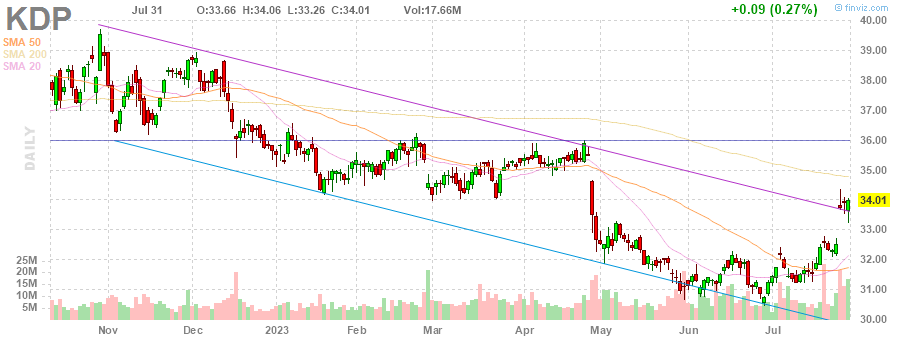 KDP Jul 31 O:33.66 H:34.06 L:33.26 C:34.01 Vol:17.66M +0.09 (0.27%) © finviz.com
SMA 50
SMA 200
SMA 20
DAILY
40.00
39.00
38.00
37.00
36.00
35.00
34.01
33.00
32.00
31.00
30.00
25M
20M
15M
10M
5M
Nov Dec 2023 Feb Mar Apr May Jun Jul